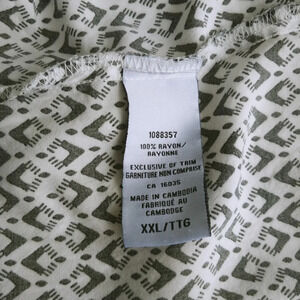 1088357
100% RAYON/
RAYONNE
EXCLUSIVE OF TRIM
GARNITURE NON COMPRISE
CA 16035
MADE IN CAMBODIA
FABRIQUÉ AU
CAMBODGE
XXL/TTG